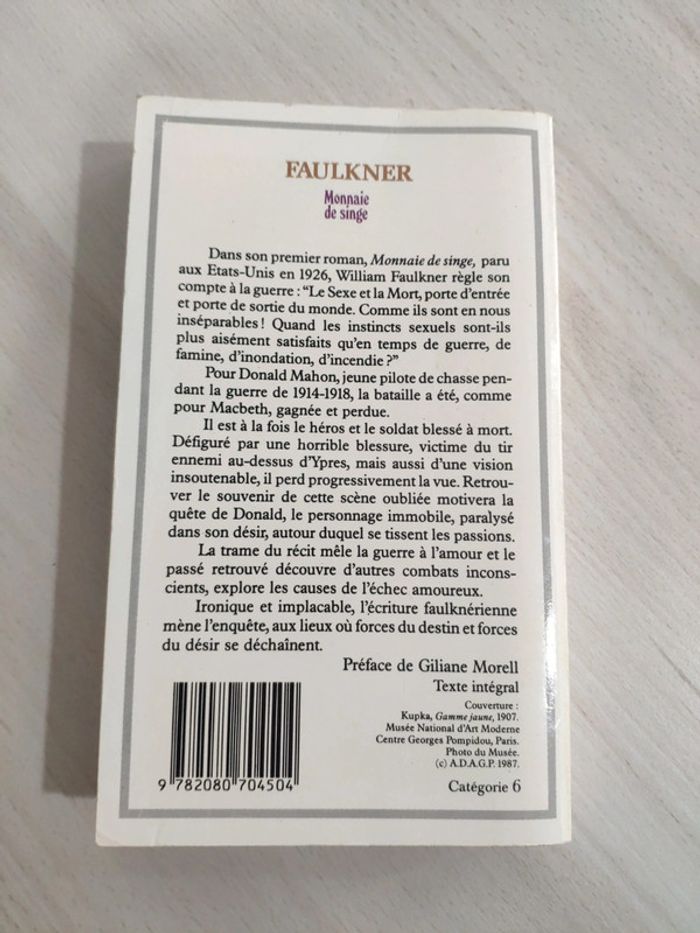 FAULKNER
Monnaie
de singe
Dans son premier roman, Monnaie de singe, paru
aux Etats-Unis en 1926, William Faulkner règle son
compte à la guerre : "Le Sexe et la Mort, porte d'entrée
et porte de sortie du monde. Comme ils sont en nous
inséparables ! Quand les instincts sexuels sont-ils
plus aisément satisfaits qu'en temps de guerre, de
famine, d'inondation, d'incendie ?"
Pour Donald Mahon, jeune pilote de chasse pen-
dant la guerre de 1914-1918, la bataille a été, comme
pour Macbeth, gagnée et perdue.
Il est à la fois le héros et le soldat blessé à mort.
Défiguré par une horrible blessure, victime du tir
ennemi au-dessus d'Ypres, mais aussi d'une vision
insoutenable, il perd progressivement la vue. Retrou-
ver le souvenir de cette scène oubliée motivera la
quête de Donald, le personnage immobile, paralysé
dans son désir, autour duquel se tissent les passions.
La trame du récit mêle la guerre à l'amour et le
passé retrouvé découvre d'autres combats incons-
cients, explore les causes de l'échec amoureux.
Ironique et implacable, l'écriture faulknérienne
mène l'enquête, aux lieux où forces du destin et forces
du désir se déchaînent.
Préface de Giliane Morell
Texte intégral
Couverture :
Kupka, Gamme jaune, 1907.
Musée National d'Art Moderne
Centre Georges Pompidou, Paris.
Photo du Musée.
(c) A.D.A.G.P. 1987.
9 782080 704504
Catégorie 6